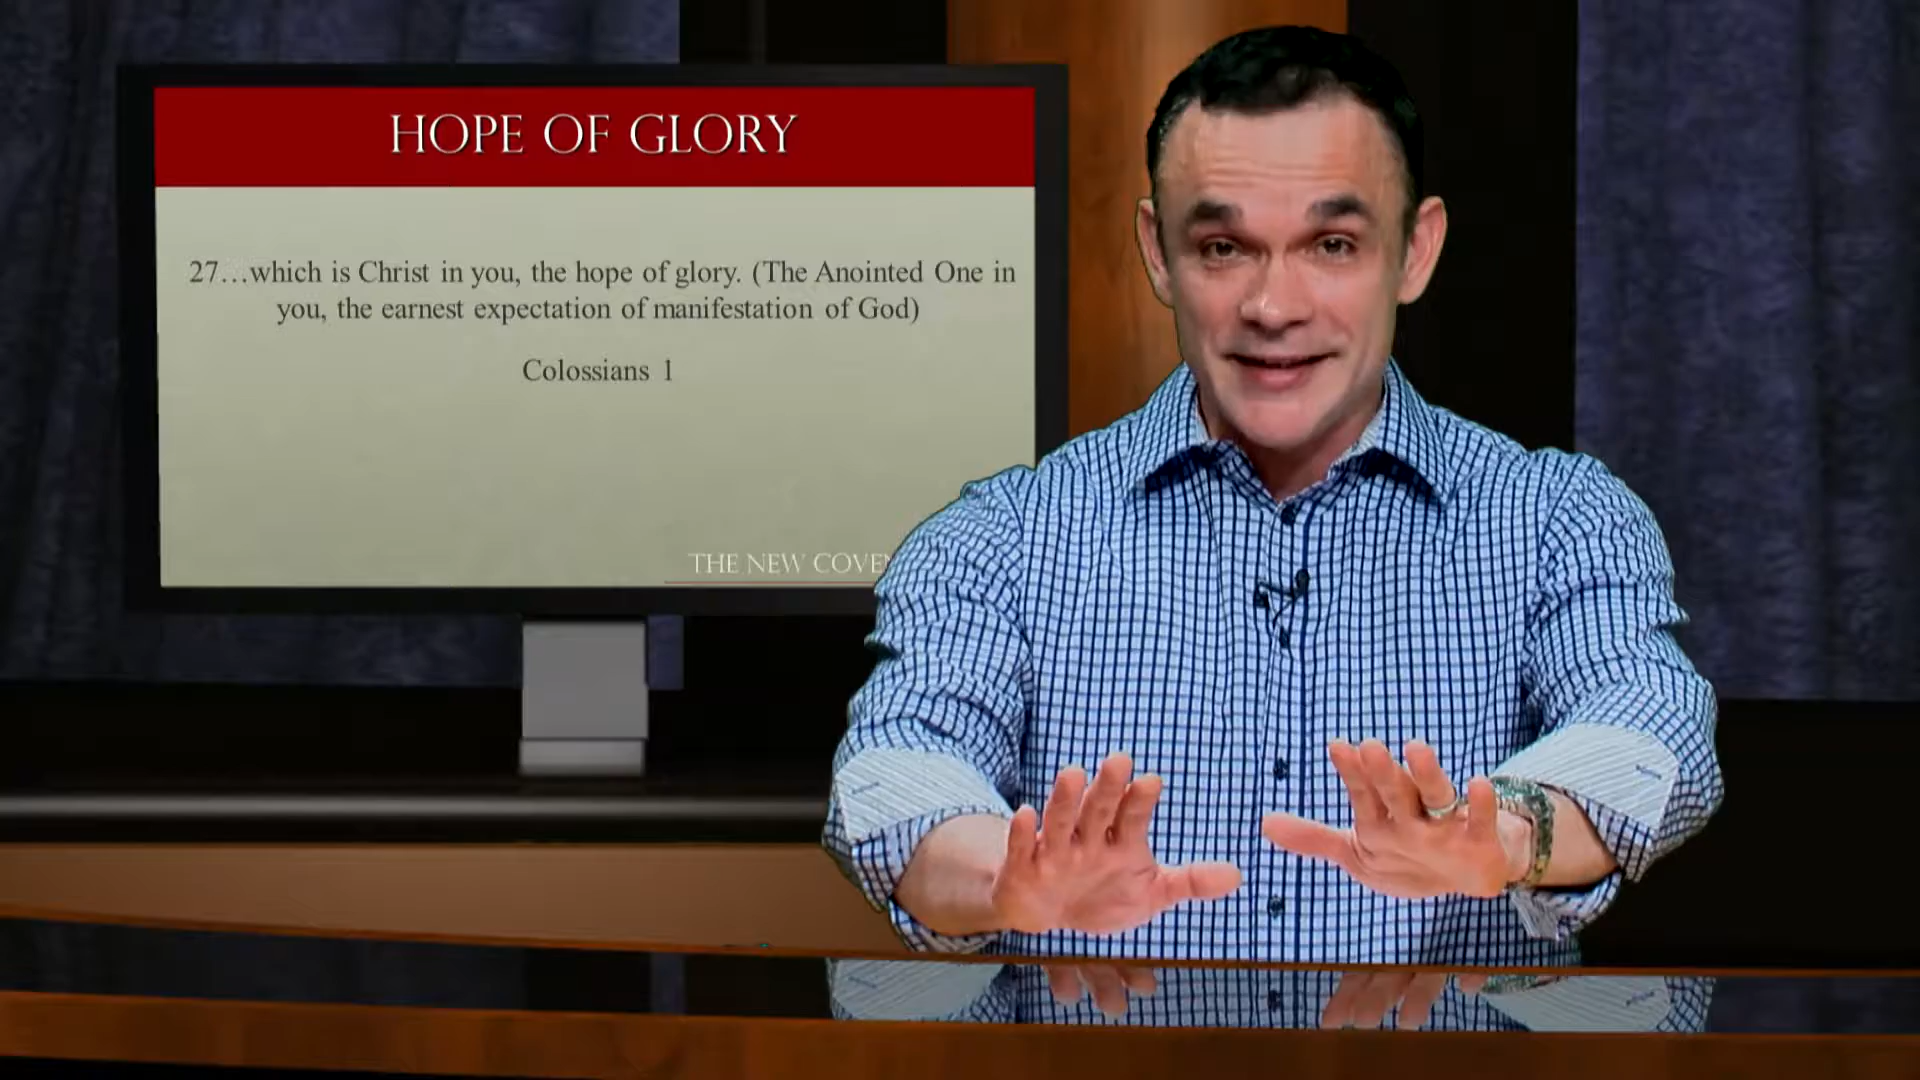 HOPE OF GLORY
27...which is Christ in you, the hope of glory. (The Anointed One in
you, the earnest expectation of manifestation of God)
Colossians 1
THE NEW